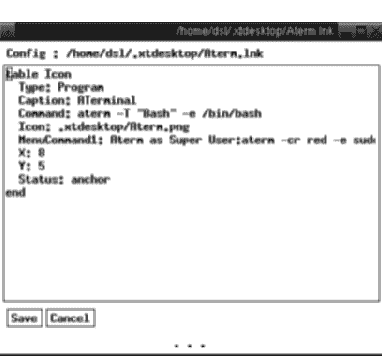 /home/dsl/.xtdesktop/Aterm.lnk
Config : /home/dsl/.xtdesktop/Aterm.lnk
table Icon
Type: Program
Caption: ATerminal
Command: aterm -T "Bash" -e /bin/bash
Icon: .xtdesktop/Aterm.png
MenuCommand1: Aterm as Super User:aterm -cr red -e sud
X: 8
Y: 5
Status: anchor
end
Save Cancel
. . .